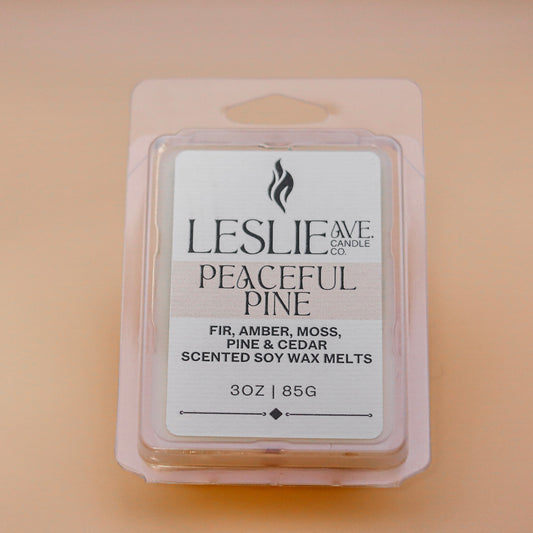 LESLIE AVE.
CANDLE
CO.
PEACEFUL
PINE
FIR, AMBER, MOSS,
PINE & CEDAR
SCENTED SOY WAX MELTS
3OZ | 85G